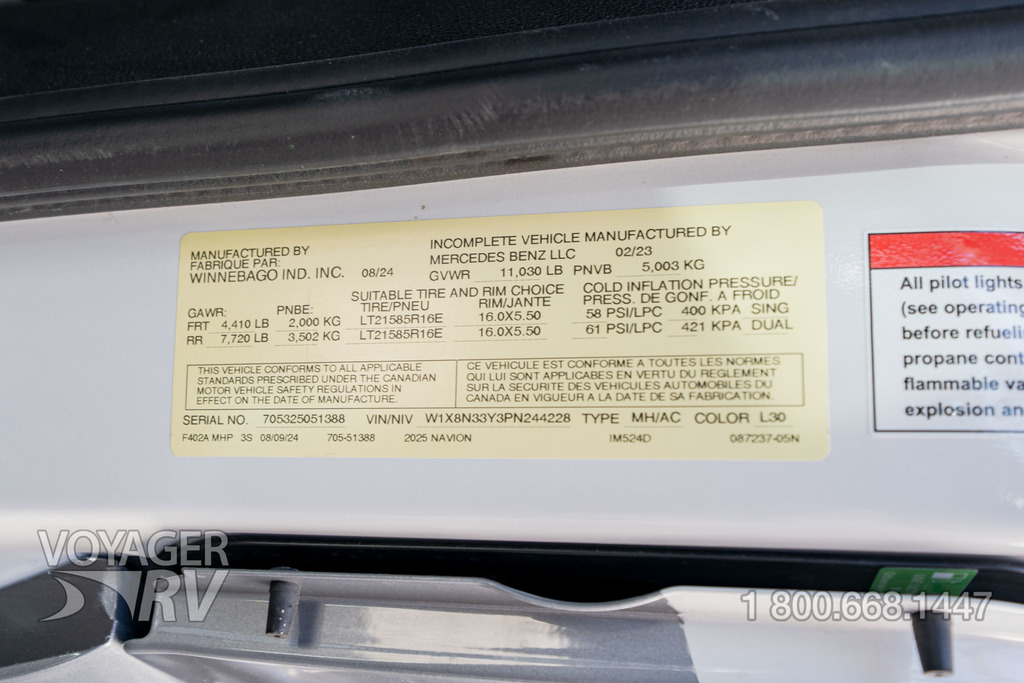 MANUFACTURED BY
FABRIQUE PAR:
WINNEBAGO IND. INC. 08/24
INCOMPLETE VEHICLE MANUFACTURED BY
MERCEDES BENZ LLC 02/23
GVWR 11,030 LB PNVB 5,003 KG
SUITABLE TIRE AND RIM CHOICE COLD INFLATION PRESSURE/
GAWR: PNBE: TIRE/PNEU RIM/JANTE PRESS. DE GONF. A FROID
FRT 4,410 LB 2,000 KG LT21585R16E 16.0X5.50 58 PSI/LPC 400 KPA SING
RR 7,720 LB 3,502 KG LT21585R16E 16.0X5.50 61 PSI/LPC 421 KPA DUAL
THIS VEHICLE CONFORMS TO ALL APPLICABLE
STANDARDS PRESCRIBED UNDER THE CANADIAN
MOTOR VEHICLE SAFETY REGULATIONS IN
EFFECT ON THE DATE OF MANUFACTURE.
CE VEHICULE EST CONFORME A TOUTES LES NORMES
QUI LUI SONT APPLICABLES EN VERTU DU REGLEMENT
SUR LA SECURITE DES VEHICULES AUTOMOBILES DU
CANADA EN VIGUEUR A LA DATE DE SA FABRICATION.
SERIAL NO. 705325051388 VIN/NIV W1X8N33Y3PN244228 TYPE MH/AC COLOR L30
F402A MHP 3S 08/09/24 705-51388 2025 NAVION IM524D 087237-05N
All pilot lights
(see operating
before refueli
propane cont
flammable va
explosion an
VOYAGER
RV
1 800.668.1447